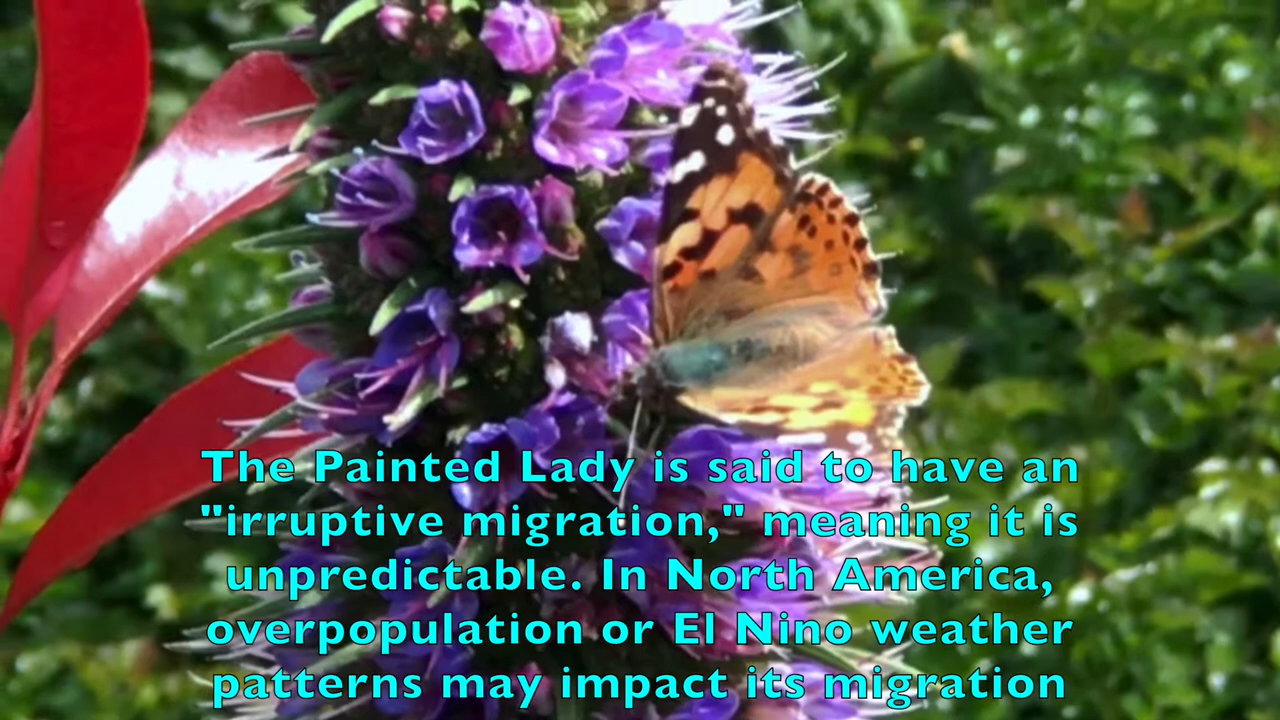 The Painted Lady is said to have an
"irruptive migration," meaning it is
unpredictable. In North America,
overpopulation or El Nino weather
patterns may impact its migration